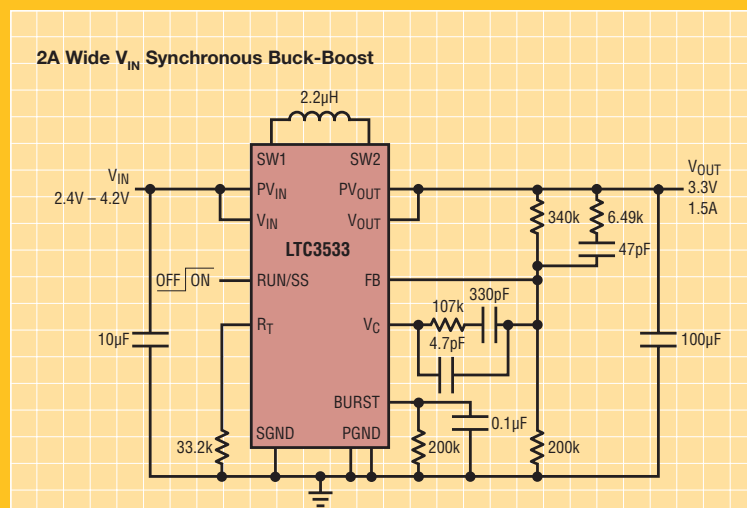 2A Wide VIN Synchronous Buck-Boost
2.2µH
SW1 SW2
VIN
2.4V – 4.2V
PVIN PVOUT
VOUT
3.3V
1.5A
VIN VOUT
340k 6.49k
LTC3533
47pF
OFF ON RUN/SS FB
107k 330pF
RT VC
10µF 4.7pF 100µF
BURST
0.1µF
33.2k SGND PGND 200k 200k